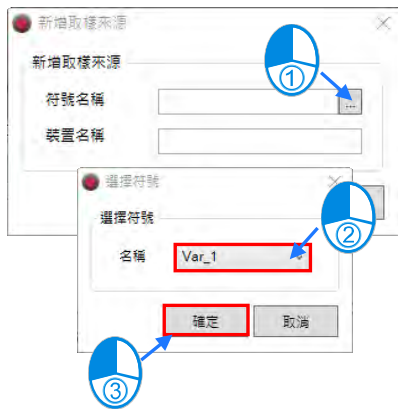 新增取樣來源
新增取樣來源
符號名稱
...
①
裝置名稱
選擇符號
選擇符號
名稱
Var_1
②
確定
取消
③